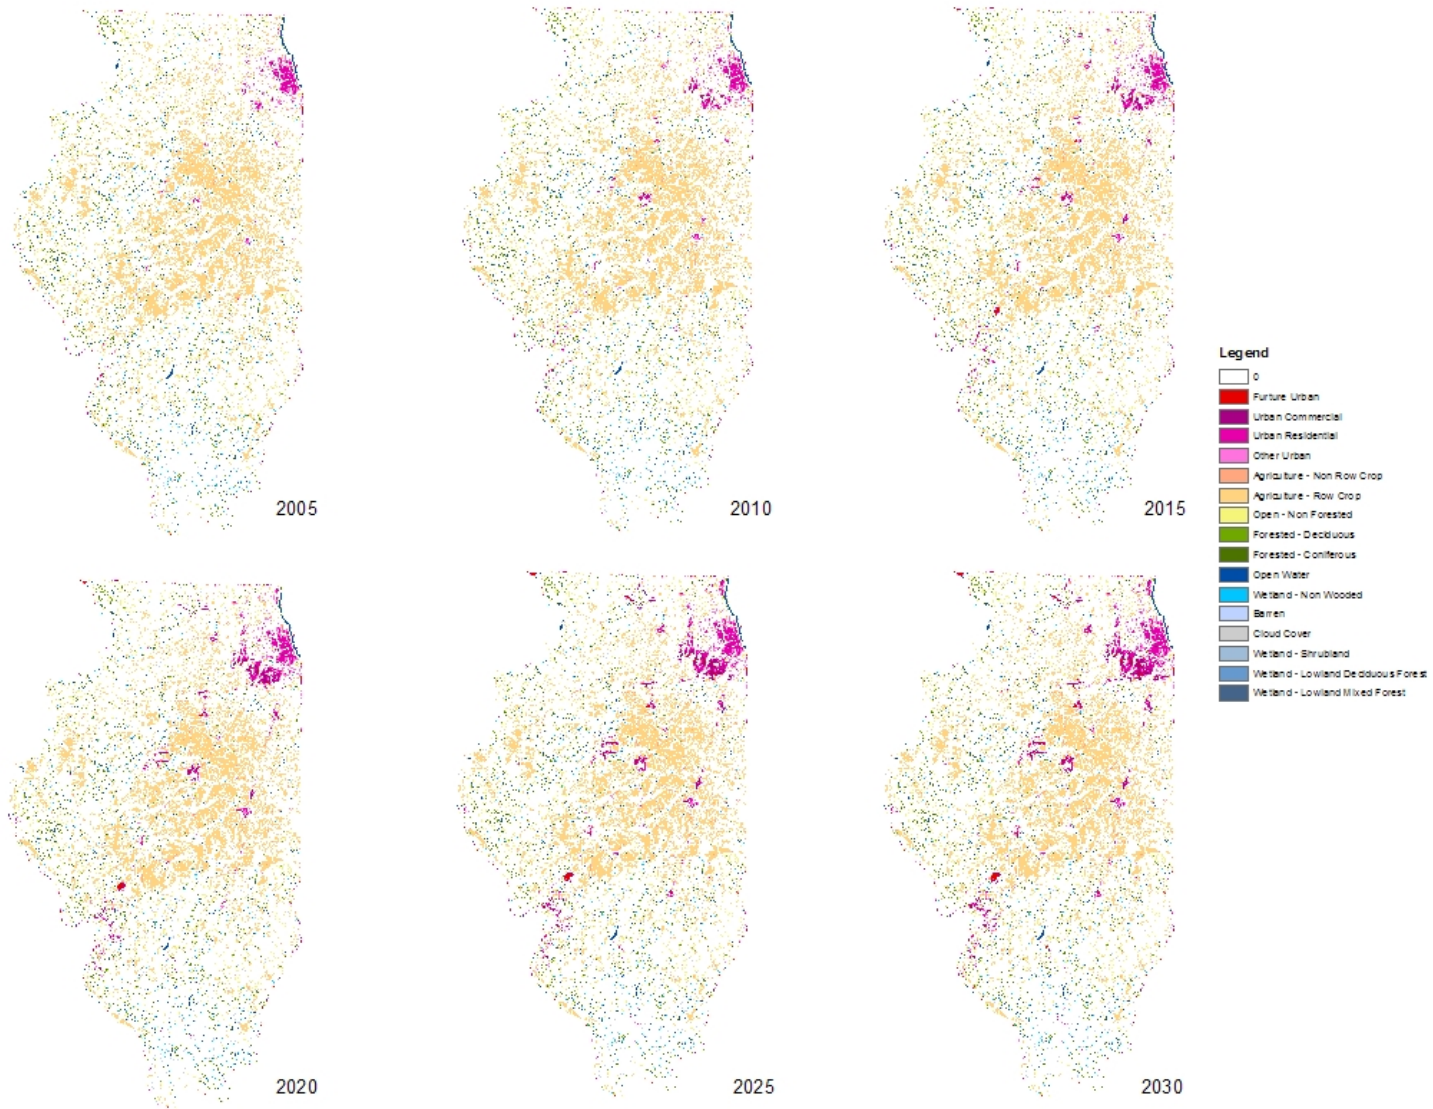 2005
2010
2015
Legend
0
Furture Urban
Urban Commercial
Urban Residential
Other Urban
Agriculture - Non Row Crop
Agriculture - Row Crop
Open - Non Forested
Forested - Deciduous
Forested - Coniferous
Open Water
Wetland - Non Wooded
Barren
Cloud Cover
Wetland - Shrubland
Wetland - Lowland Deciduous Forest
Wetland - Lowland Mixed Forest
2020
2025
2030